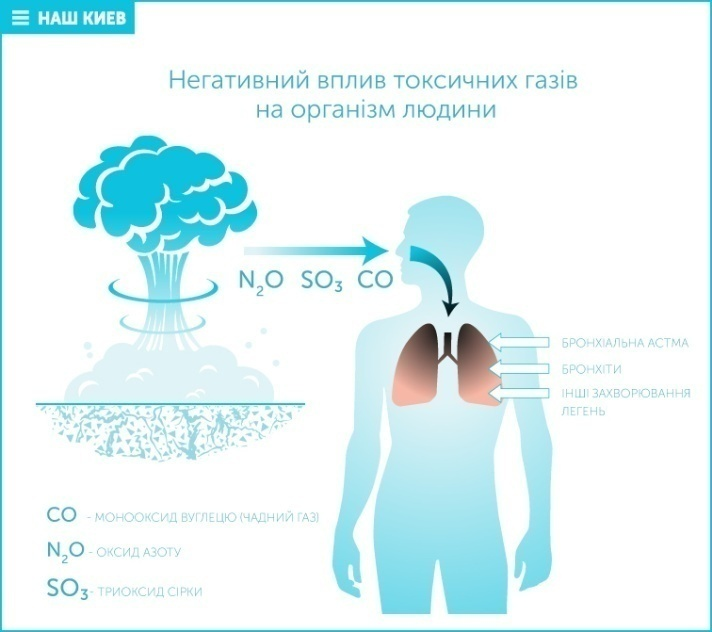 НАШ КИЕВ
Негативний вплив токсичних газів
на організм людини
N₂O SO₃ CO
БРОНХІАЛЬНА АСТМА
БРОНХІТИ
ІНШІ ЗАХВОРЮВАННЯ
ЛЕГЕНЬ
CO - МОНООКСИД ВУГЛЕЦЮ (ЧАДНИЙ ГАЗ)
N₂O - ОКСИД АЗОТУ
SO₃ - ТРИОКСИД СІРКИ